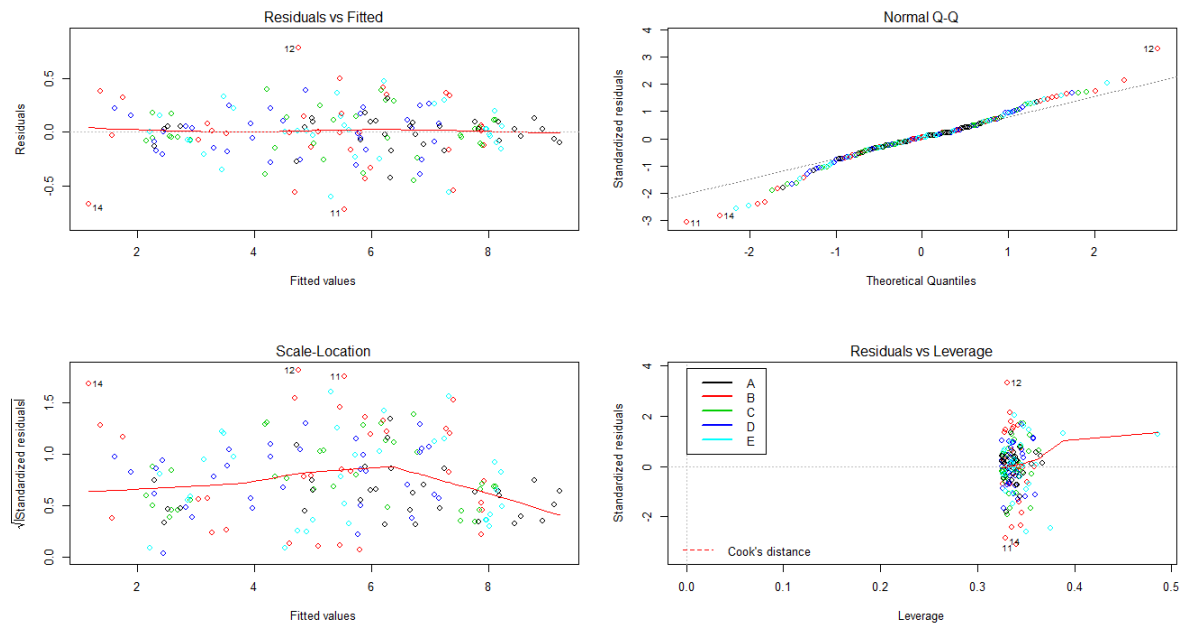 Residuals vs Fitted
Residuals
0.5
0.0
-0.5
12
14
11
2
4
6
8
Fitted values
Normal Q-Q
Standardized residuals
4
3
2
1
0
-1
-2
-3
12
11
14
-2
-1
0
1
2
Theoretical Quantiles
Scale-Location
√|Standardized residuals|
1.5
1.0
0.5
0.0
14
12
11
2
4
6
8
Fitted values
Residuals vs Leverage
Standardized residuals
4
2
0
-2
A
B
C
D
E
12
14
11
Cook's distance
0.0
0.1
0.2
0.3
0.4
0.5
Leverage